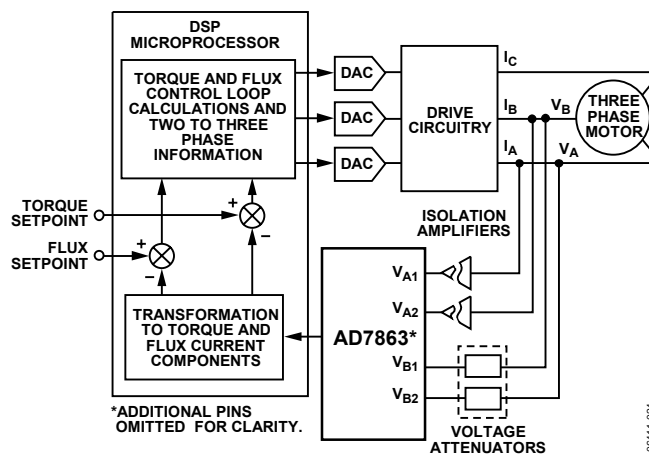 DSP
MICROPROCESSOR
TORQUE AND FLUX
CONTROL LOOP
CALCULATIONS AND
TWO TO THREE
PHASE
INFORMATION
DAC
DAC
DAC
DRIVE
CIRCUITRY
IC
IB
IA
VB
VA
THREE
PHASE
MOTOR
TORQUE
SETPOINT
FLUX
SETPOINT
+
–
+
–
TRANSFORMATION
TO TORQUE AND
FLUX CURRENT
COMPONENTS
ISOLATION
AMPLIFIERS
VA1
VA2
AD7863*
VB1
VB2
VOLTAGE
ATTENUATORS
*ADDITIONAL PINS
OMITTED FOR CLARITY.